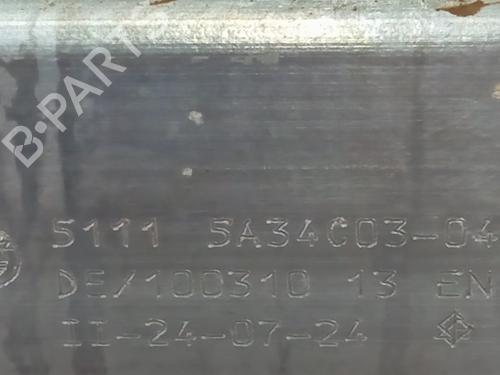 B-PARTS
5111 5A34C03-04
DE/100310 13 EN
II-24-07-24